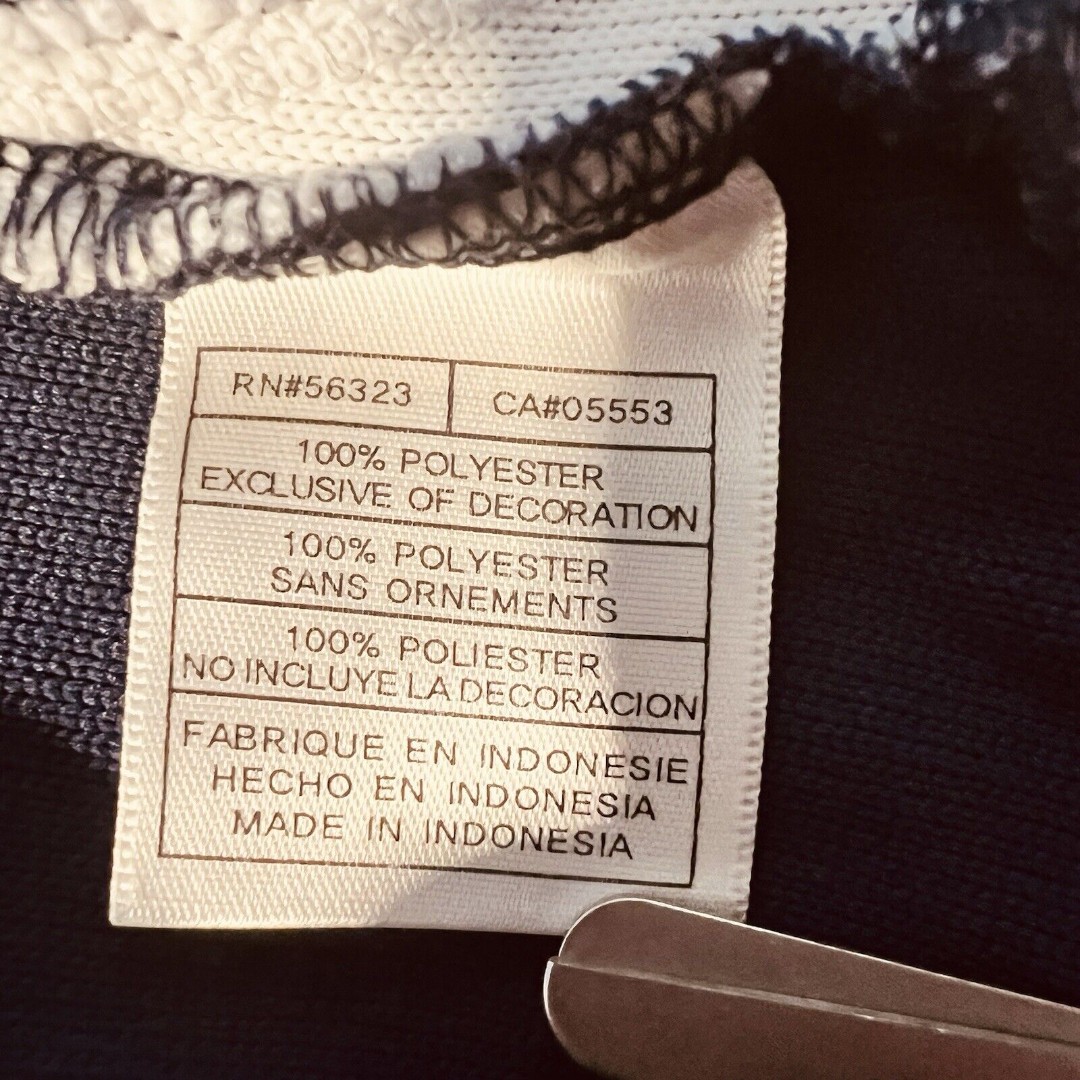 RN#56323 CA#05553
100% POLYESTER
EXCLUSIVE OF DECORATION
100% POLYESTER
SANS ORNEMENTS
100% POLIESTER
NO INCLUYE LA DECORACION
FABRIQUE EN INDONESIE
HECHO EN INDONESIA
MADE IN INDONESIA